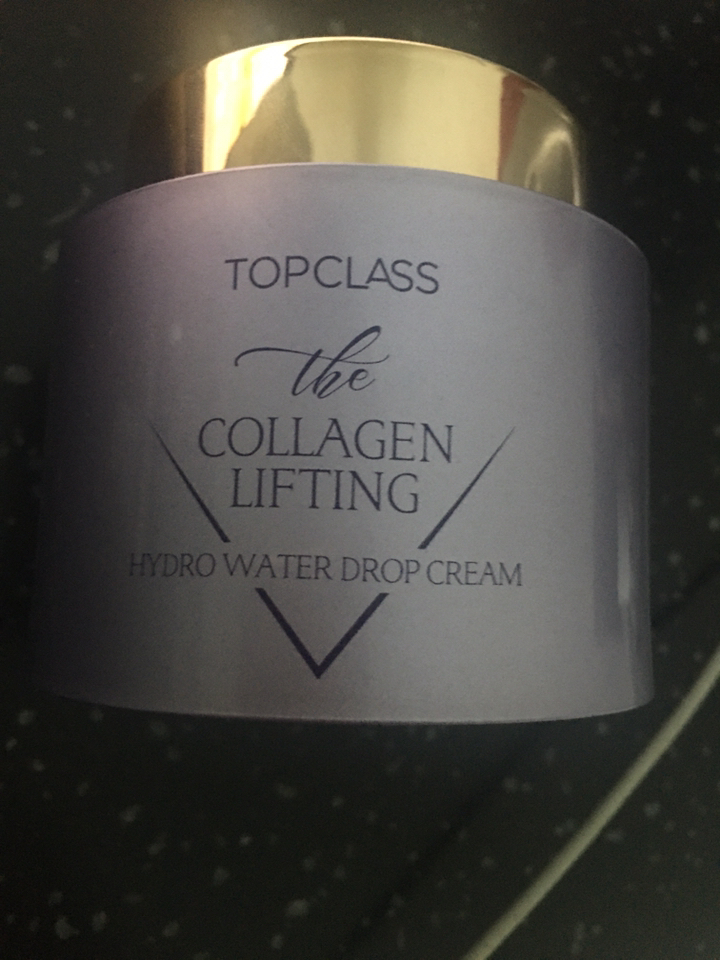 TOPCLASS
the
COLLAGEN
LIFTING
HYDRO WATER DROP CREAM